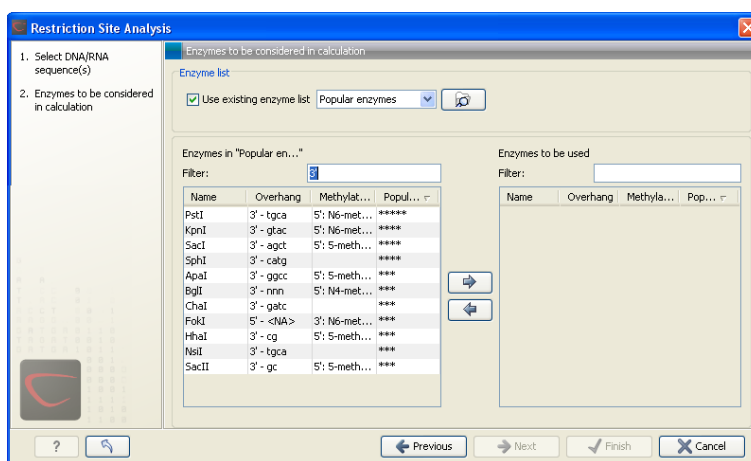 Restriction Site Analysis
1. Select DNA/RNA
sequence(s)
2. Enzymes to be considered
in calculation
Enzymes to be considered in calculation
Enzyme list
Use existing enzyme list Popular enzymes
Enzymes in "Popular en..."
Filter: 3'
Name Overhang Methylat... Popul...
PstI 3' - tgca 5': N6-met... *****
KpnI 3' - gtac 5': N6-met... ****
SacI 3' - agct 5': 5-meth... ****
SphI 3' - catg ****
ApaI 3' - ggcc 5': 5-meth... ***
BglI 3' - nnn 5': N4-met... ***
ChaI 3' - gatc ***
FokI 5' - <NA> 3': N6-met... ***
HhaI 3' - cg 5': 5-meth... ***
NsiI 3' - tgca ***
SacII 3' - gc 5': 5-meth... ***
Enzymes to be used
Filter:
Name Overhang Methyla... Pop...
? Previous Next Finish Cancel